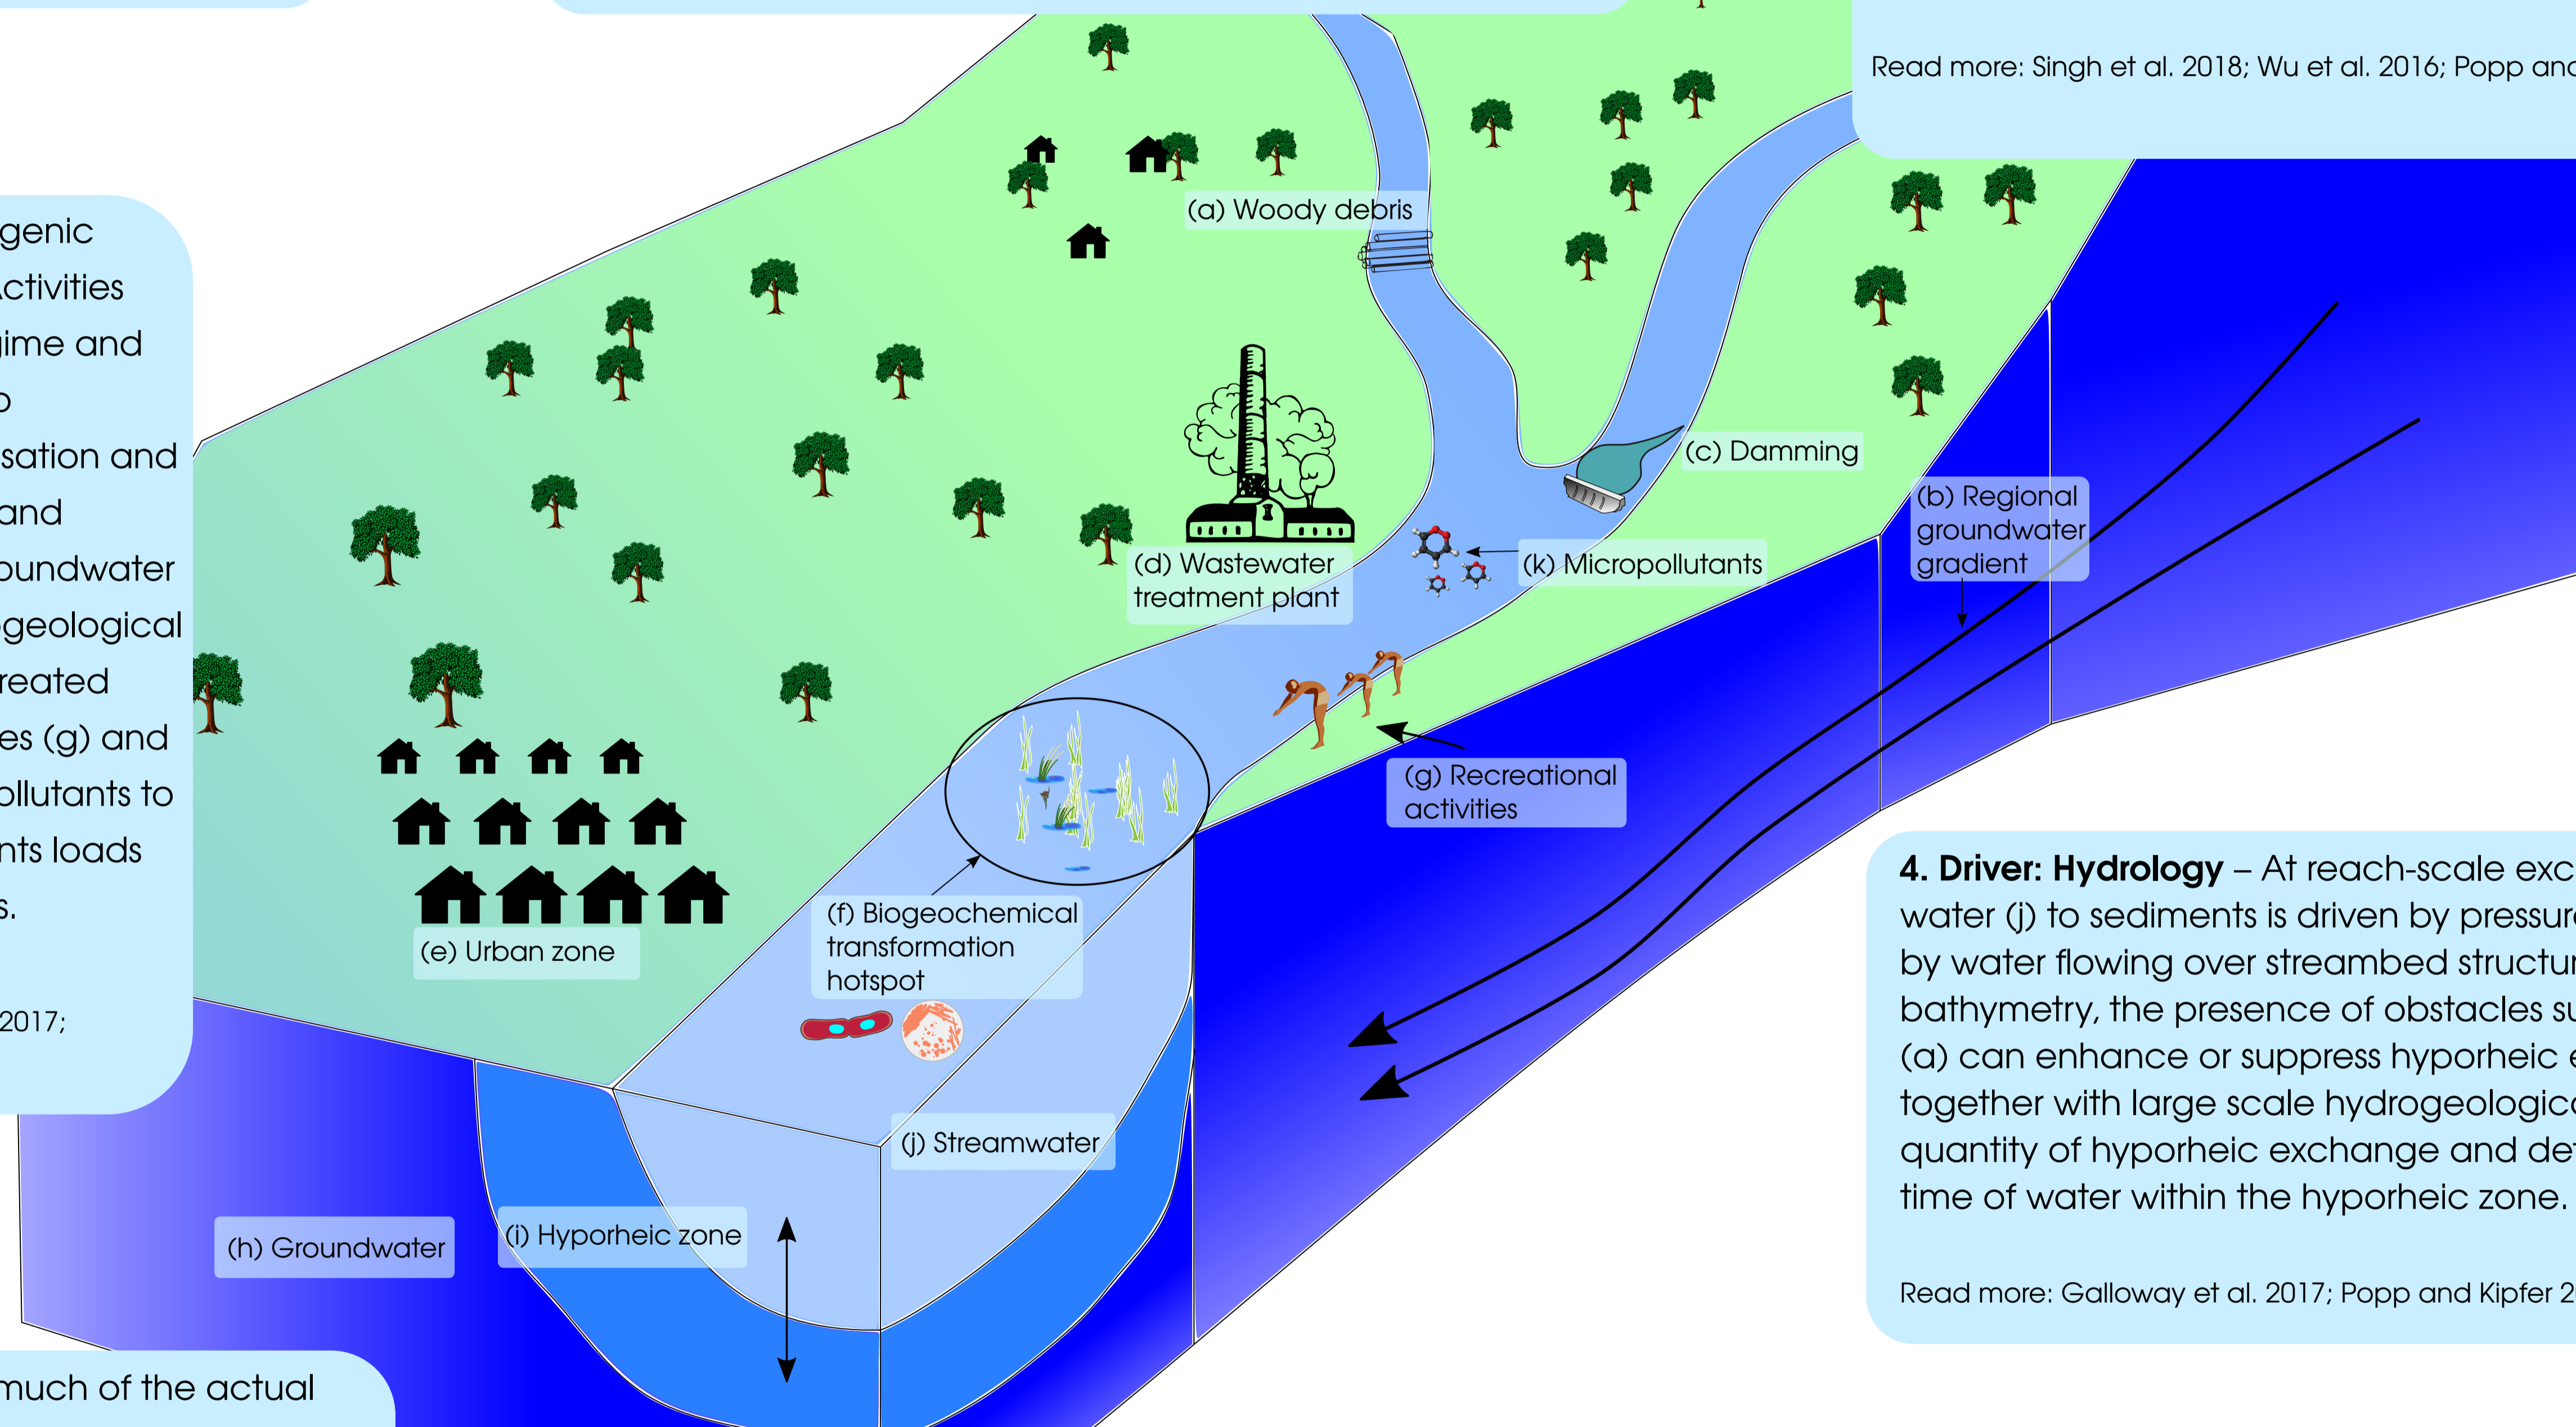 Read more: Singh et al. 2018; Wu et al. 2016; Popp and
genic
ctivities
ime and
sation and
and
oundwater
geological
reated
es (g) and
ollutants to
nts loads
s.
2017;
(a) Woody debris
(c) Damming
(b) Regional
groundwater
gradient
(d) Wastewater
treatment plant
(k) Micropollutants
(g) Recreational
activities
(f) Biogeochemical
transformation
hotspot
(e) Urban zone
(j) Streamwater
(i) Hyporheic zone
(h) Groundwater
4. Driver: Hydrology – At reach-scale exc
water (j) to sediments is driven by pressur
by water flowing over streambed structur
bathymetry, the presence of obstacles su
(a) can enhance or suppress hyporheic e
together with large scale hydrogeologic
quantity of hyporheic exchange and de
time of water within the hyporheic zone.
Read more: Galloway et al. 2017; Popp and Kipfer 2
much of the actual